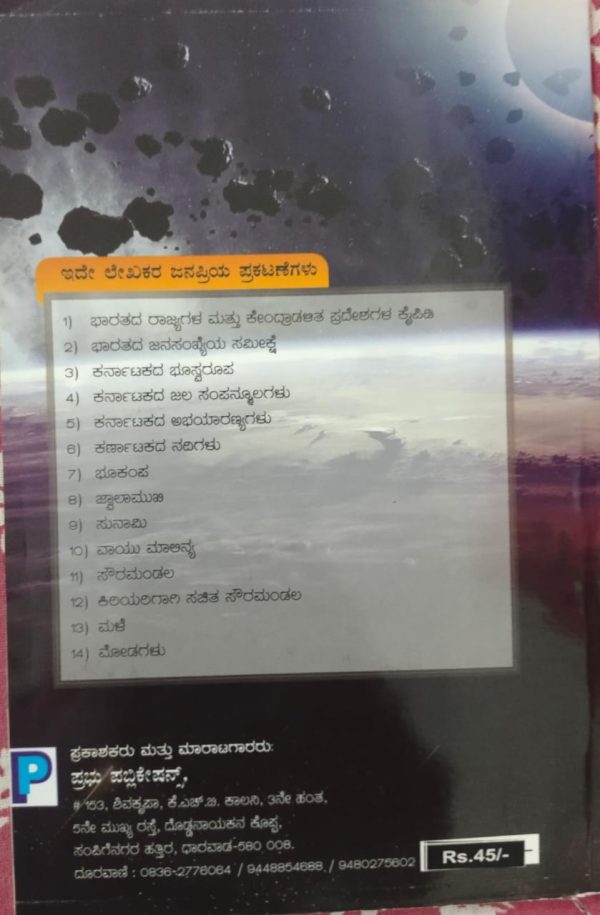 ಇದೇ ಲೇಖಕರ ಜನಪ್ರಿಯ ಪ್ರಕಟಣೆಗಳು
1) ಭಾರತದ ರಾಜ್ಯಗಳ ಮತ್ತು ಕೇಂದ್ರಾಡಳಿತ ಪ್ರದೇಶಗಳ ಕೈಪಿಡಿ
2) ಭಾರತದ ಜನಸಂಖ್ಯೆಯ ಸಮೀಕ್ಷೆ
3) ಕರ್ನಾಟಕದ ಭೂಸ್ವರೂಪ
4) ಕರ್ನಾಟಕದ ಜಲ ಸಂಪನ್ಮೂಲಗಳು
5) ಕರ್ನಾಟಕದ ಅಭಯಾರಣ್ಯಗಳು
6) ಕರ್ಣಾಟಕದ ನದಿಗಳು
7) ಭೂಕಂಪ
8) ಜ್ವಾಲಾಮುಖಿ
9) ಸುನಾಮಿ
10) ವಾಯು ಮಾಲಿನ್ಯ
11) ಸೌರಮಂಡಲ
12) ಕಿರಿಯರಿಗಾಗಿ ಸಚಿತ ಸೌರಮಂಡಲ
13) ಮಳೆ
14) ಮೋಡಗಳು
P
ಪ್ರಕಾಶಕರು ಮತ್ತು ಮಾರಾಟಗಾರರು:
ಪ್ರಭು ಪಬ್ಲಿಕೇಷನ್ಸ್,
# 153, ಶಿವಕೃಪಾ, ಕೆ.ಎಚ್.ಬಿ. ಕಾಲನಿ, 3ನೇ ಹಂತ,
5ನೇ ಮುಖ್ಯ ರಸ್ತೆ, ದೊಡ್ಡನಾಯಕನ ಕೊಪ್ಪ,
ಸಂಪಿಗೆನಗರ ಹತ್ತಿರ, ಧಾರವಾಡ-580 008.
ದೂರವಾಣಿ : 0836-2776064 / 9448854688, / 9480275602
Rs.45/-